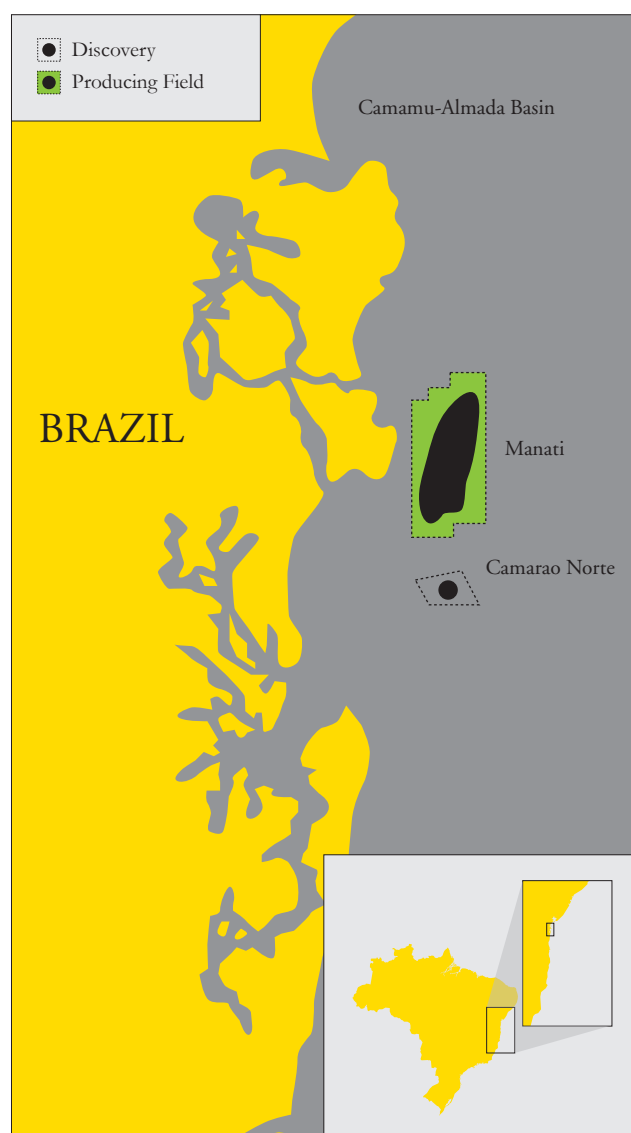 Discovery
Producing Field
Camamu-Almada Basin
BRAZIL
Manati
Camarao Norte